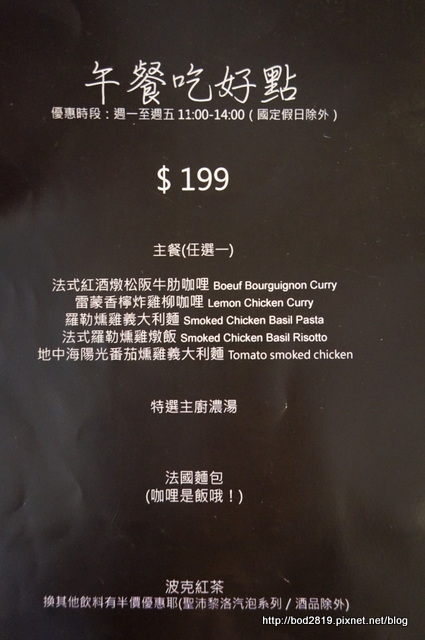 午餐吃好點
優惠時段：週一至週五 11:00-14:00 ( 國定假日除外 )
$ 199
主餐(任選一)
法式紅酒燉松阪牛肋咖哩 Boeuf Bourguignon Curry
雷蒙香檸炸雞柳咖哩 Lemon Chicken Curry
羅勒燻雞義大利麵 Smoked Chicken Basil Pasta
法式羅勒燻雞燉飯 Smoked Chicken Basil Risotto
地中海陽光番茄燻雞義大利麵 Tomato smoked chicken
特選主廚濃湯
法國麵包
(咖哩是飯哦！)
波克紅茶
換其他飲料有半價優惠耶(聖沛黎洛汽泡系列 / 酒品除外)
http://bod2819.pixnet.net/blog